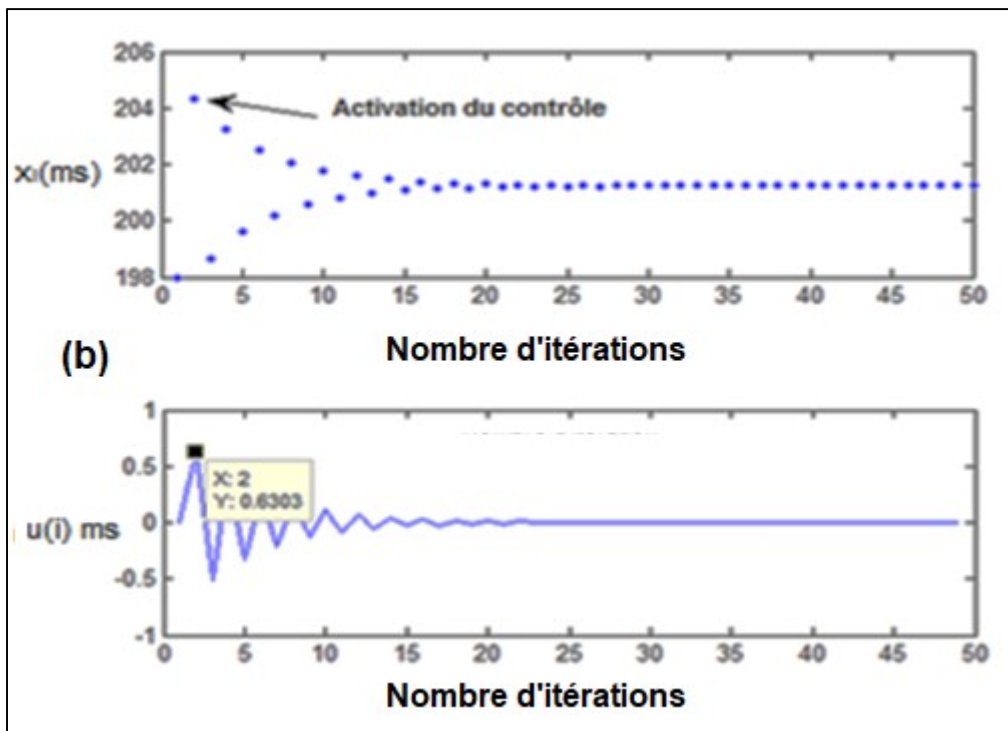 206
204
202
200
198
xᵢ(ms)
Activation du contrôle
0 5 10 15 20 25 30 35 40 45 50
Nombre d'itérations
(b)
1
0.5
0
-0.5
-1
u(i) ms
X: 2
Y: 0.6303
0 5 10 15 20 25 30 35 40 45 50
Nombre d'itérations